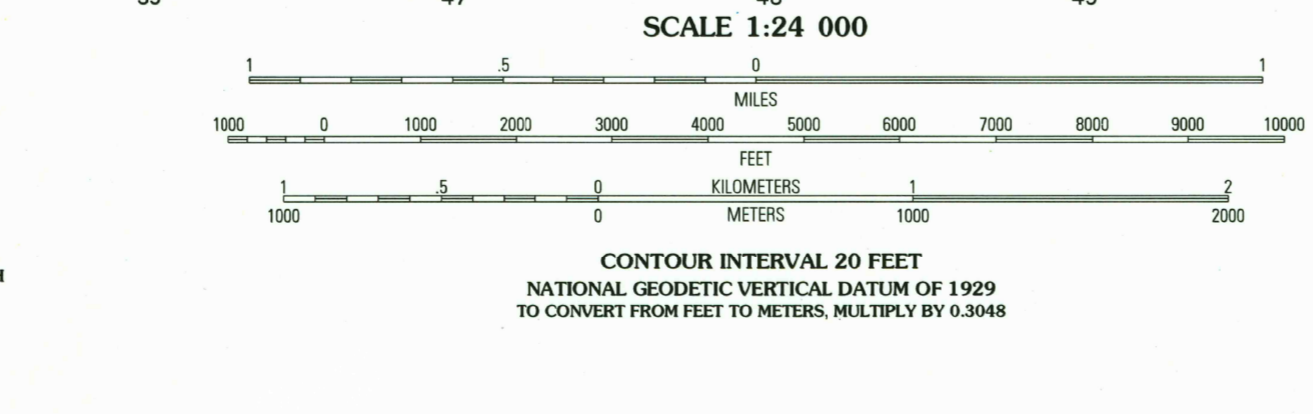 SCALE 1:24 000
1 .5 0 1
MILES
1000 0 1000 2000 3000 4000 5000 6000 7000 8000 9000 10000
FEET
1 .5 0 KILOMETERS 1 2
1000 0 METERS 1000 2000
CONTOUR INTERVAL 20 FEET
NATIONAL GEODETIC VERTICAL DATUM OF 1929
TO CONVERT FROM FEET TO METERS, MULTIPLY BY 0.3048